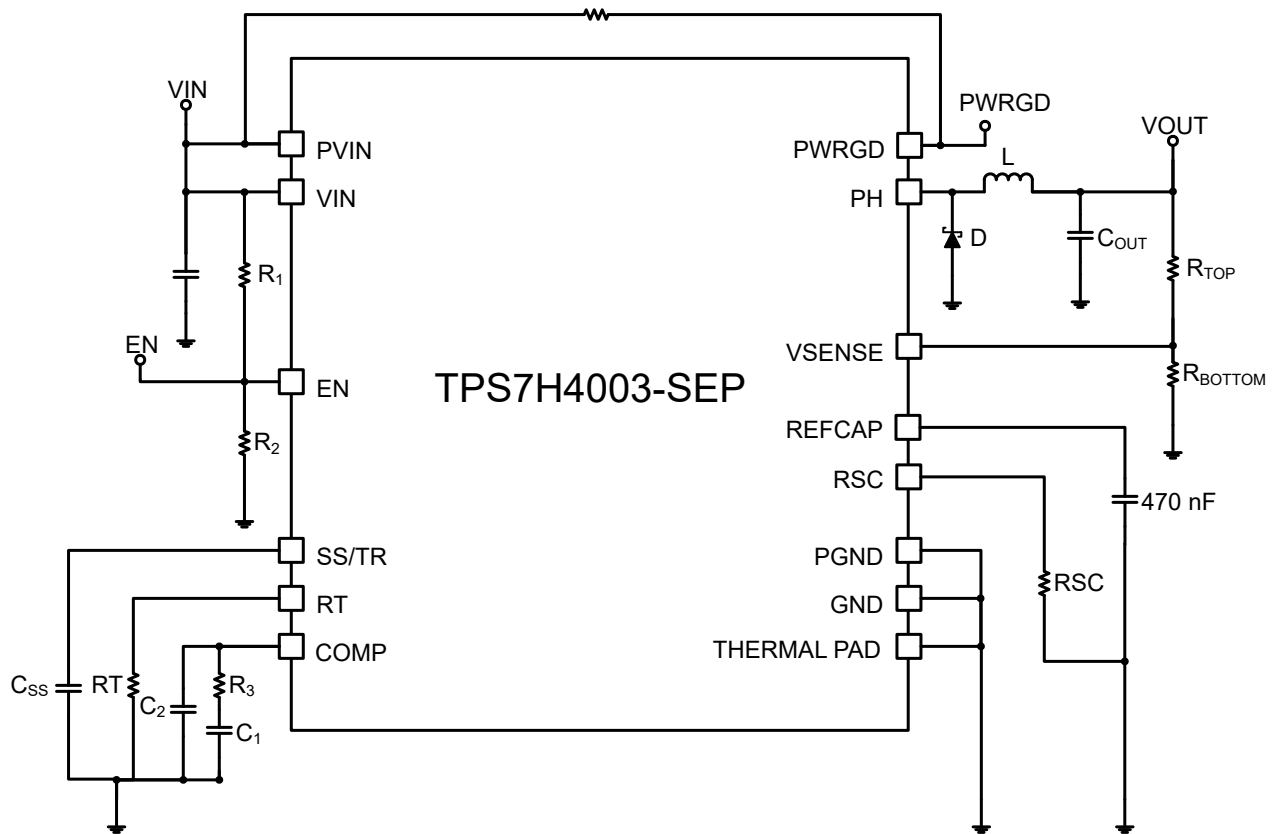 VIN
PVIN
VIN
R1
EN
EN
R2
SS/TR
RT
COMP
CSS
RT
C2
R3
C1
TPS7H4003-SEP
PWRGD
PWRGD
VOUT
L
PH
D
COUT
RTOP
VSENSE
RBOTTOM
REFCAP
RSC
470 nF
PGND
RSC
GND
THERMAL PAD